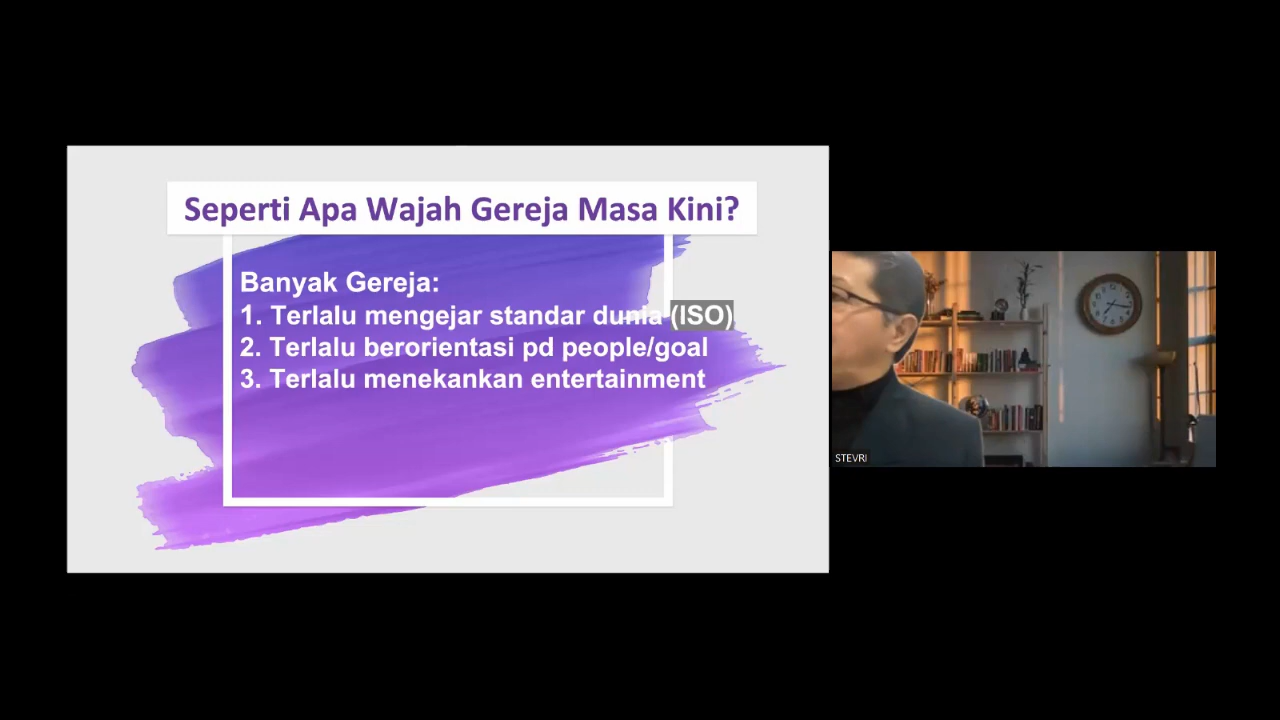 Seperti Apa Wajah Gereja Masa Kini?
Banyak Gereja:
1. Terlalu mengejar standar dunia (ISO)
2. Terlalu berorientasi pd people/goal
3. Terlalu menekankan entertainment
STEVRI